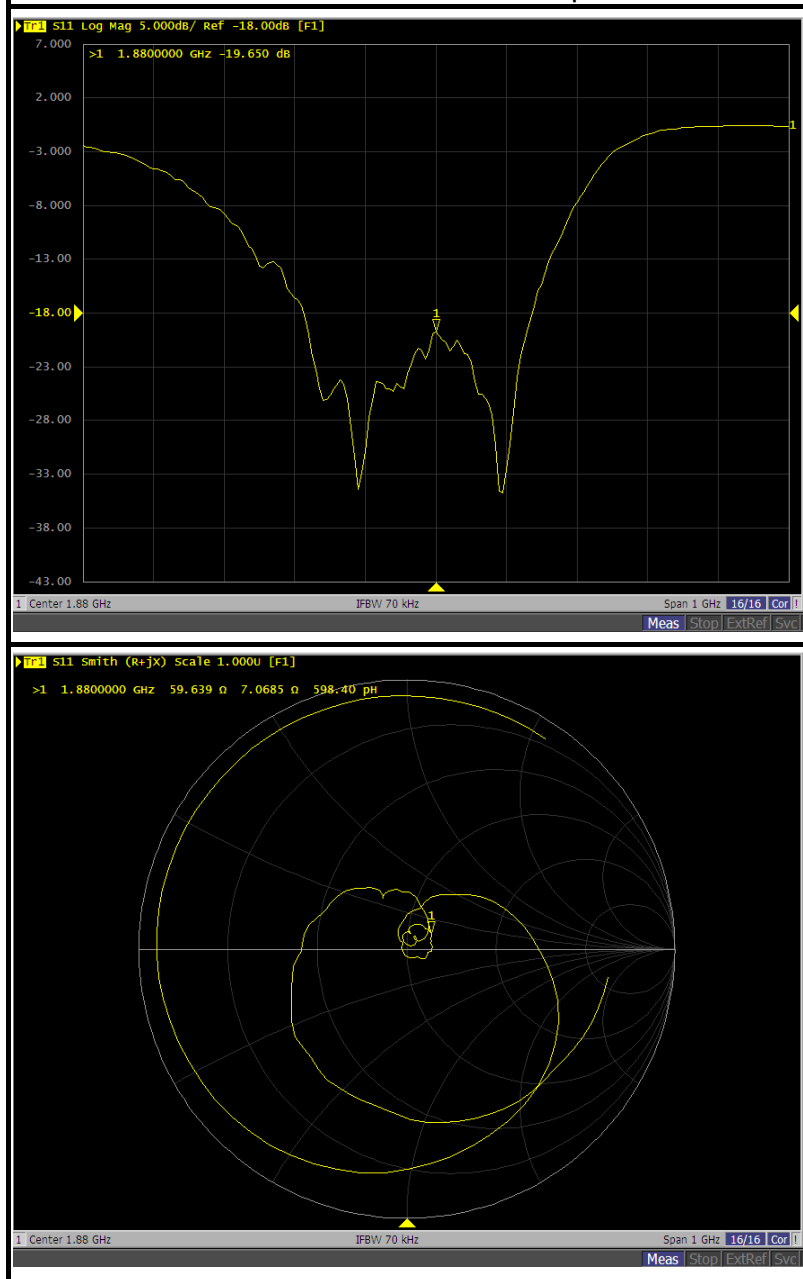 Tr1 S11 Log Mag 5.000dB/ Ref -18.00dB [F1]
7.000
>1 1.8800000 GHz -19.650 dB
2.000
1
-3.000
-8.000
-13.00
-18.00
1
-23.00
-28.00
-33.00
-38.00
-43.00
1 Center 1.88 GHz IFBW 70 kHz Span 1 GHz 16/16 Cor !
Meas Stop ExtRef Svc
Tr1 S11 Smith (R+jX) Scale 1.000U [F1]
>1 1.8800000 GHz 59.639 Ω 7.0685 Ω 598.40 pH
1
1 Center 1.88 GHz IFBW 70 kHz Span 1 GHz 16/16 Cor !
Meas Stop ExtRef Svc